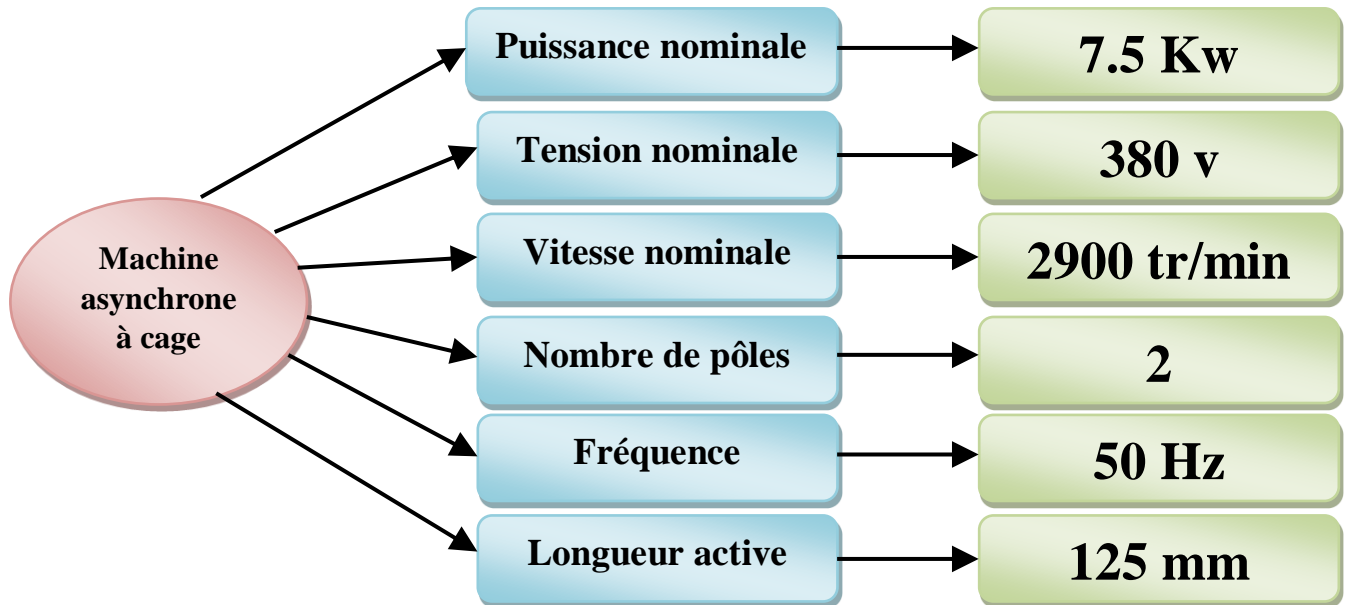 Machine
asynchrone
à cage
Puissance nominale
7.5 Kw
Tension nominale
380 v
Vitesse nominale
2900 tr/min
Nombre de pôles
2
Fréquence
50 Hz
Longueur active
125 mm